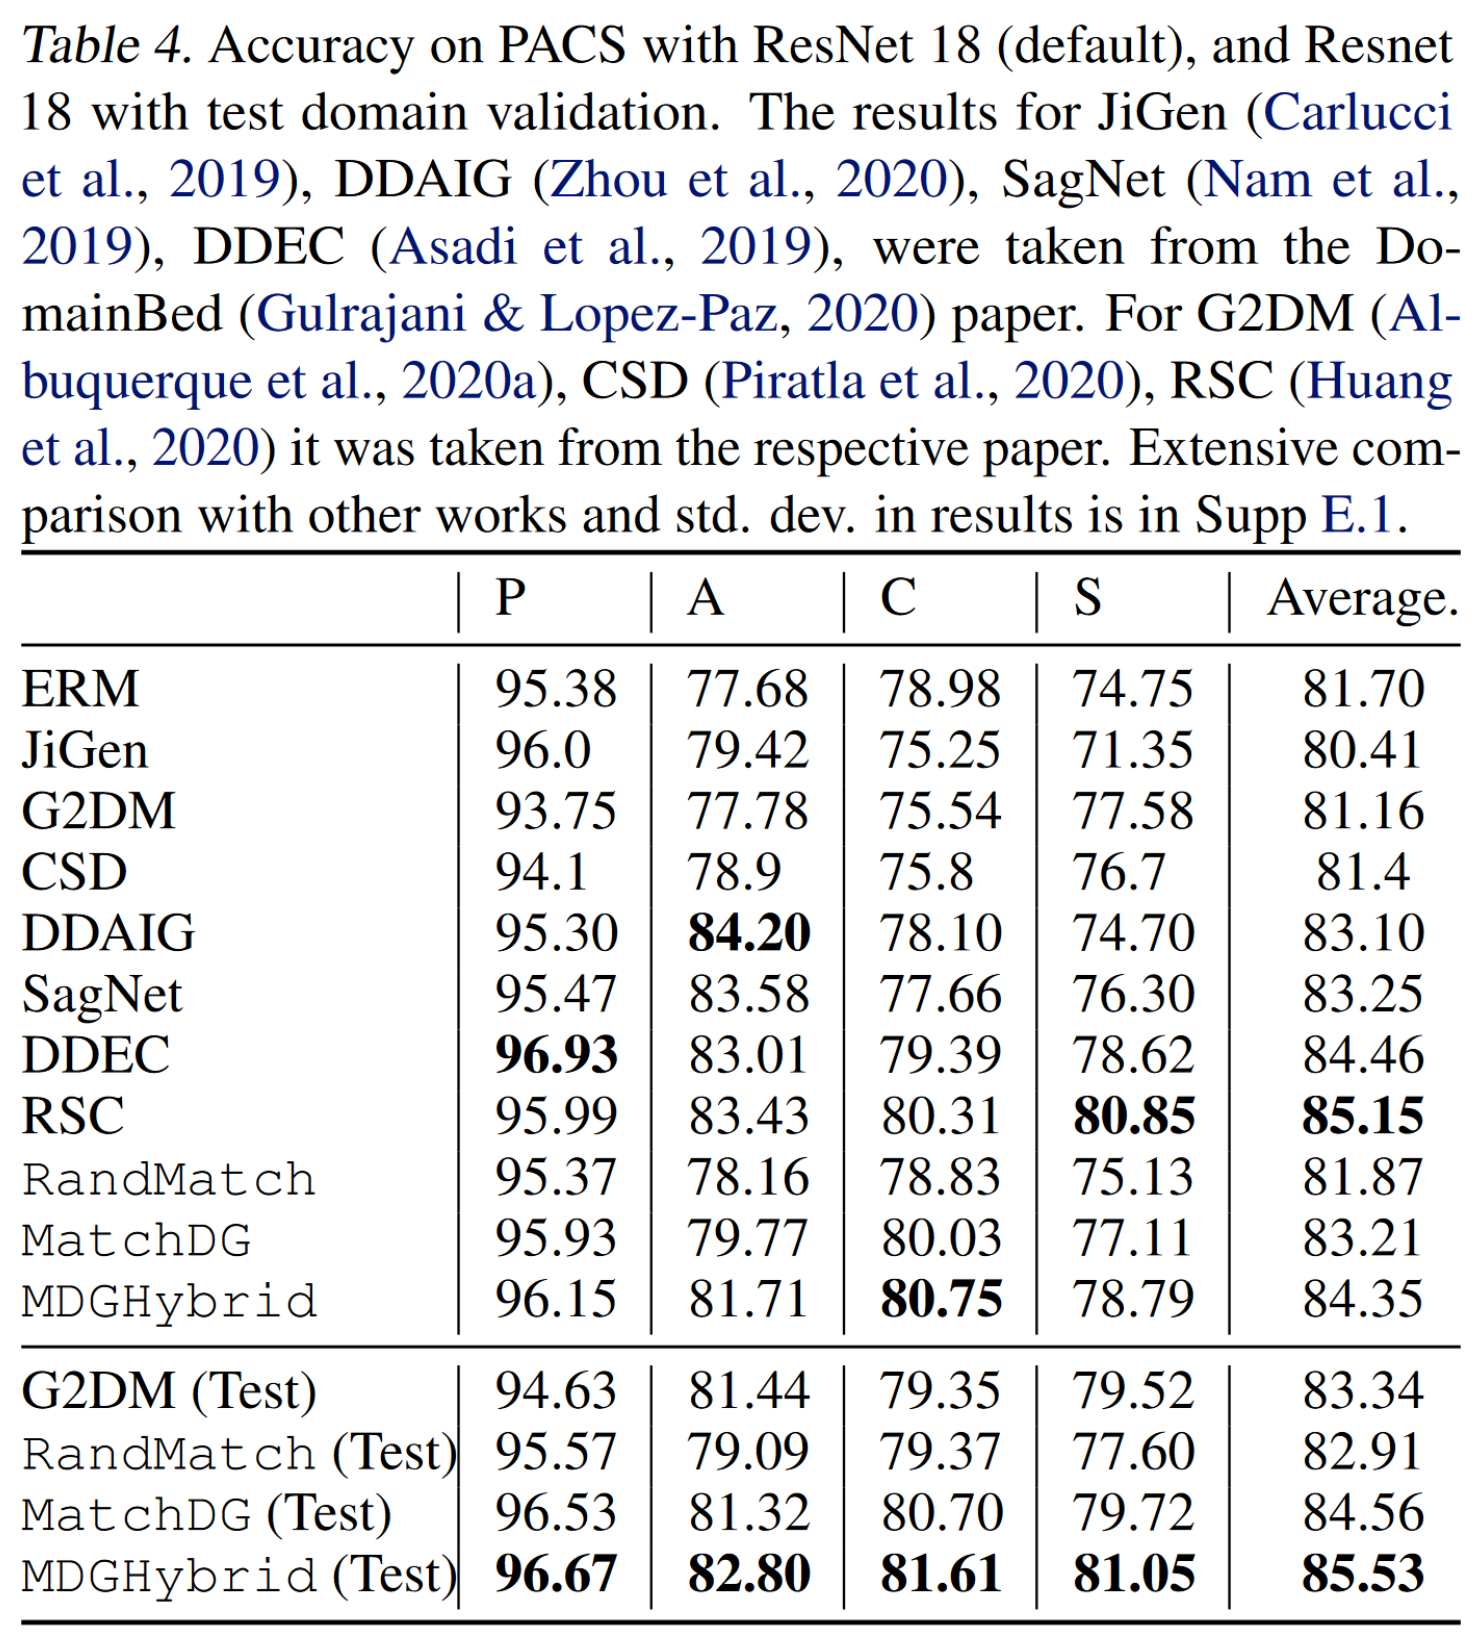 Table 4. Accuracy on PACS with ResNet 18 (default), and Resnet
18 with test domain validation. The results for JiGen (Carlucci
et al., 2019), DDAIG (Zhou et al., 2020), SagNet (Nam et al.,
2019), DDEC (Asadi et al., 2019), were taken from the Do-
mainBed (Gulrajani & Lopez-Paz, 2020) paper. For G2DM (Al-
buquerque et al., 2020a), CSD (Piratla et al., 2020), RSC (Huang
et al., 2020) it was taken from the respective paper. Extensive com-
parison with other works and std. dev. in results is in Supp E.1.
P A C S Average.
ERM 95.38 77.68 78.98 74.75 81.70
JiGen 96.0 79.42 75.25 71.35 80.41
G2DM 93.75 77.78 75.54 77.58 81.16
CSD 94.1 78.9 75.8 76.7 81.4
DDAIG 95.30 84.20 78.10 74.70 83.10
SagNet 95.47 83.58 77.66 76.30 83.25
DDEC 96.93 83.01 79.39 78.62 84.46
RSC 95.99 83.43 80.31 80.85 85.15
RandMatch 95.37 78.16 78.83 75.13 81.87
MatchDG 95.93 79.77 80.03 77.11 83.21
MDGHybrid 96.15 81.71 80.75 78.79 84.35
G2DM (Test) 94.63 81.44 79.35 79.52 83.34
RandMatch (Test) 95.57 79.09 79.37 77.60 82.91
MatchDG (Test) 96.53 81.32 80.70 79.72 84.56
MDGHybrid (Test) 96.67 82.80 81.61 81.05 85.53